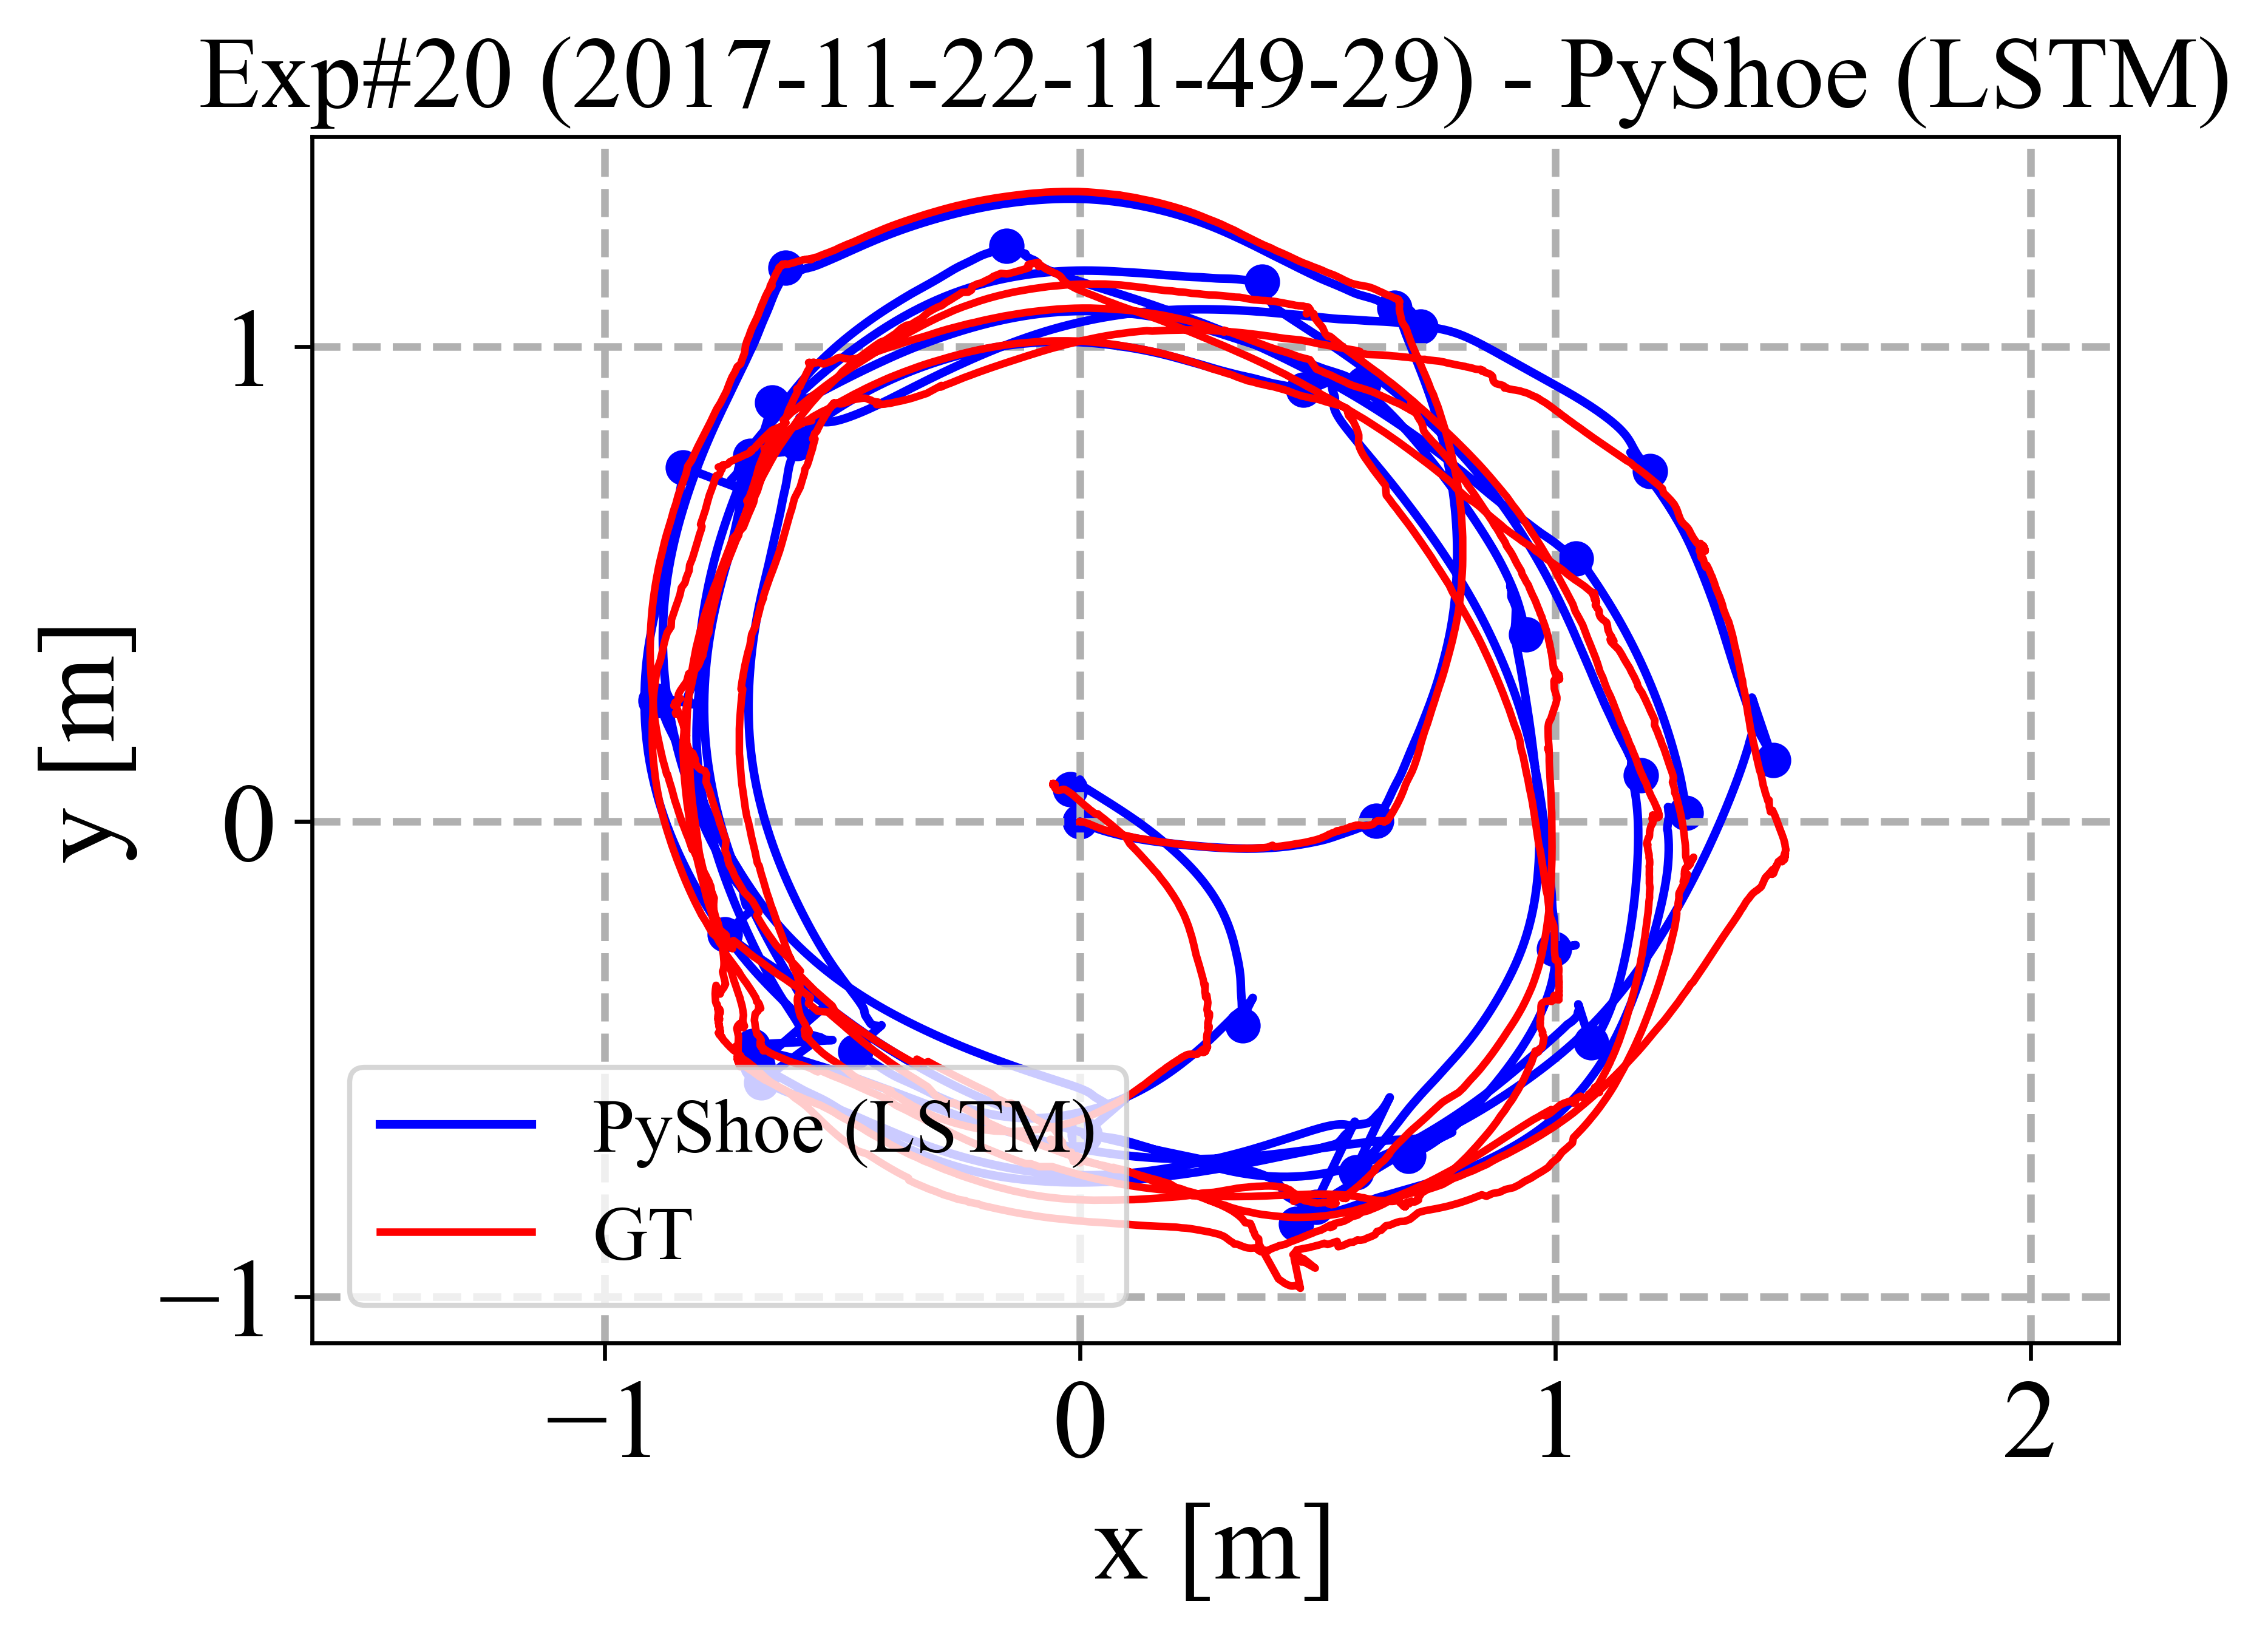 Exp#20 (2017-11-22-11-49-29) - PyShoe (LSTM)
1
0
−1
y [m]
PyShoe (LSTM)
GT
−1 0 1 2
x [m]